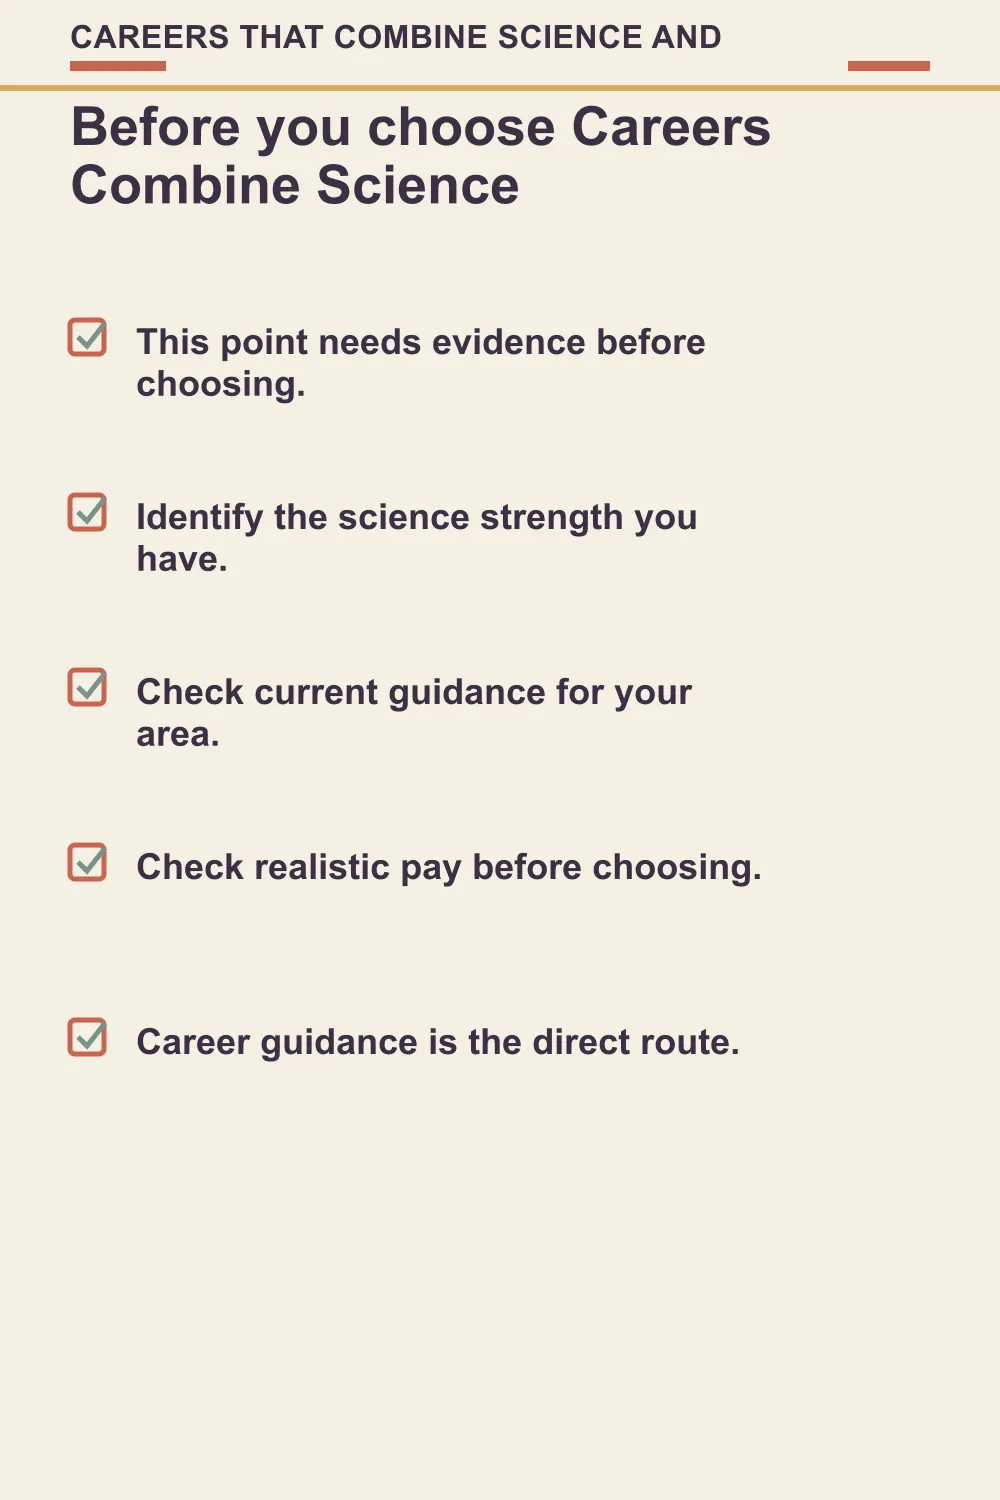 CAREERS THAT COMBINE SCIENCE AND
Before you choose Careers
Combine Science
This point needs evidence before
choosing.
Identify the science strength you
have.
Check current guidance for your
area.
Check realistic pay before choosing.
Career guidance is the direct route.